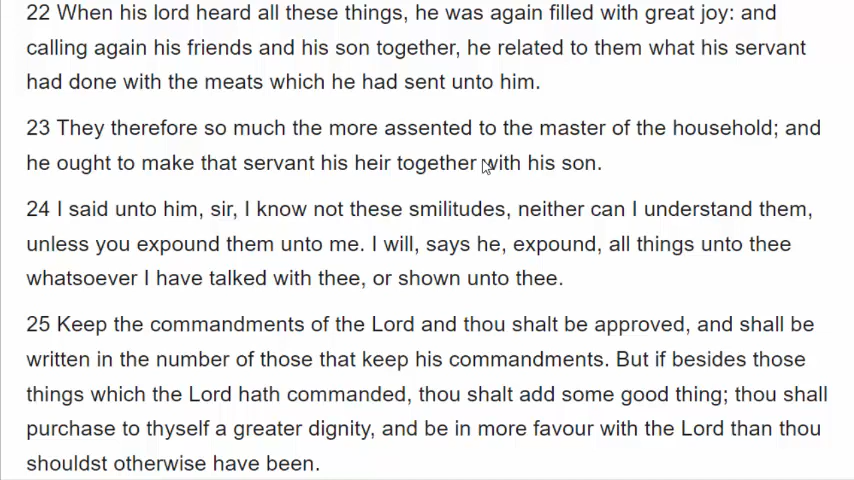 22 When his lord heard all these things, he was again filled with great joy: and
calling again his friends and his son together, he related to them what his servant
had done with the meats which he had sent unto him.
23 They therefore so much the more assented to the master of the household; and
he ought to make that servant his heir together with his son.
24 I said unto him, sir, I know not these smilitudes, neither can I understand them,
unless you expound them unto me. I will, says he, expound, all things unto thee
whatsoever I have talked with thee, or shown unto thee.
25 Keep the commandments of the Lord and thou shalt be approved, and shall be
written in the number of those that keep his commandments. But if besides those
things which the Lord hath commanded, thou shalt add some good thing; thou shall
purchase to thyself a greater dignity, and be in more favour with the Lord than thou
shouldst otherwise have been.